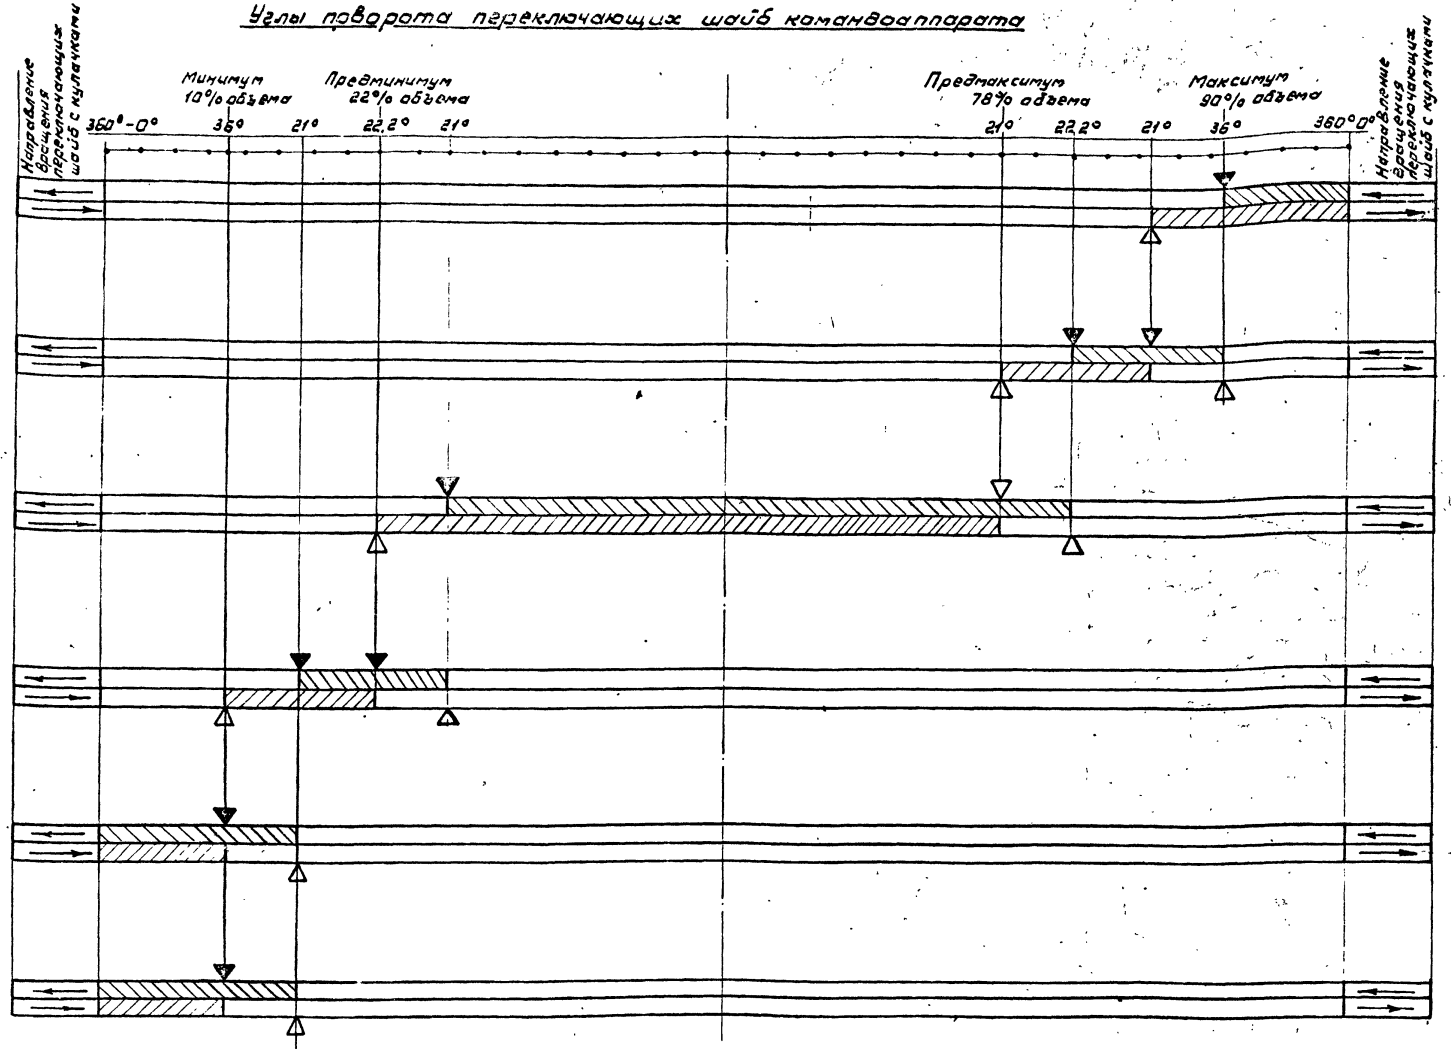 Углы поворота переключающих шайб командоаппарата
Направление
вращения
переключающих
шайб с кулачками
Минимум
10% объема
Предминимум
22% объема
Предмаксимум
78% объема
Максимум
90% объема
Направление
вращения
переключающих
шайб с кулачками
360°-0° 36° 21° 22,2° 21° 21° 22,2° 21° 36° 360°0°